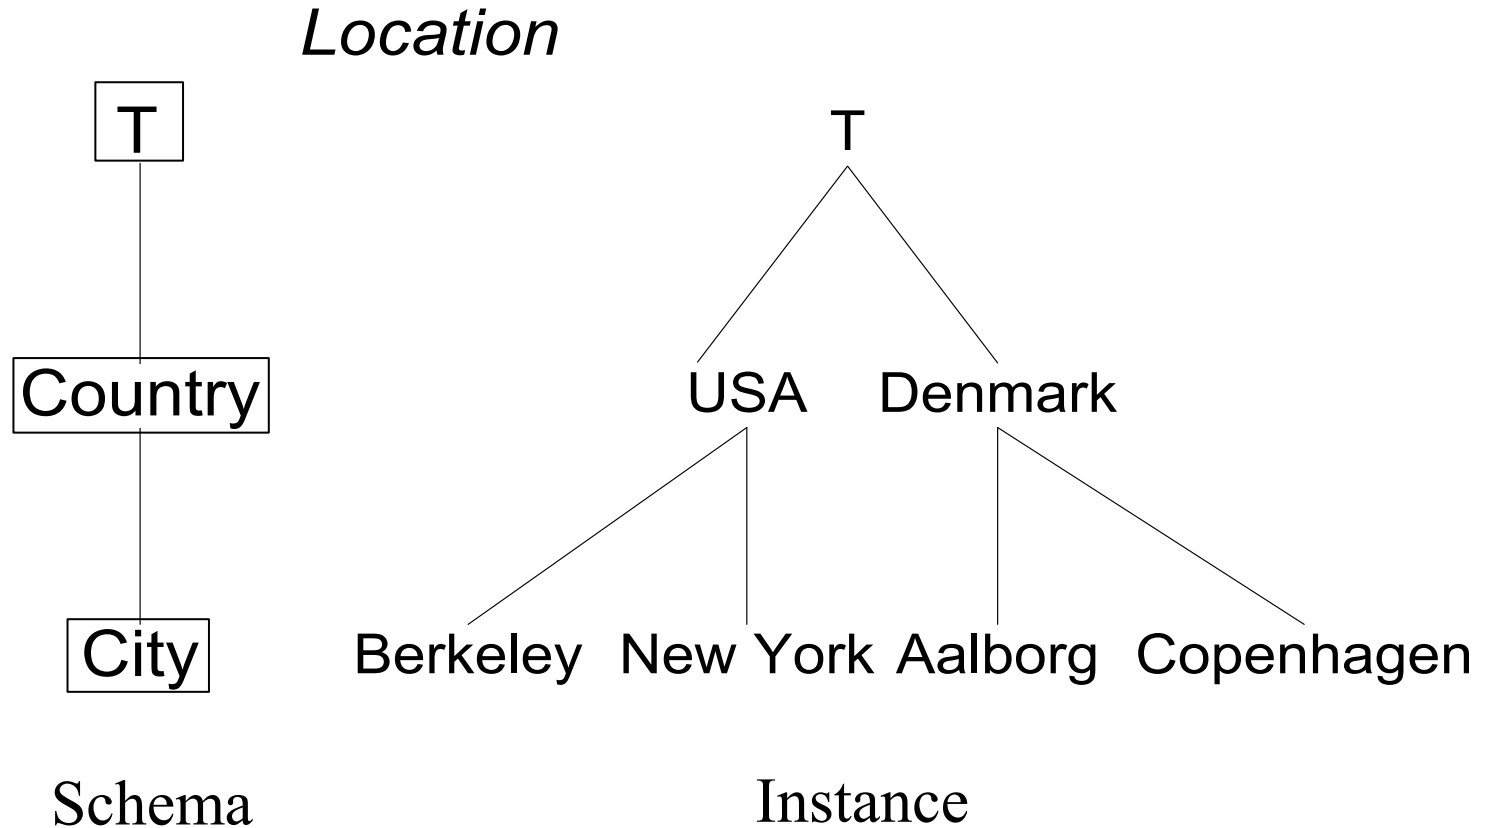 Location
T
T
Country
USA Denmark
City
Berkeley New York Aalborg Copenhagen
Schema
Instance